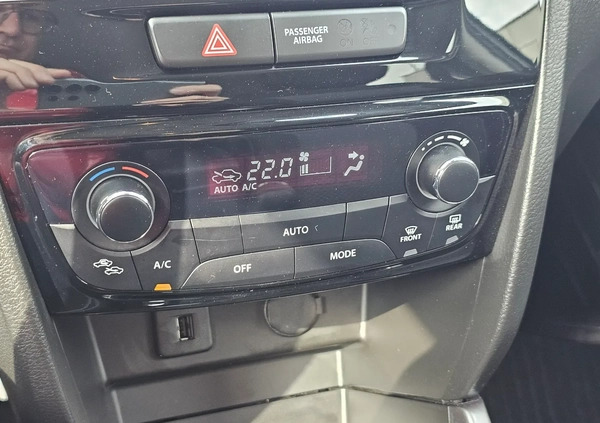 PASSENGER
AIRBAG
22.0
AUTO A/C
AUTO
FRONT
REAR
A/C
OFF
MODE